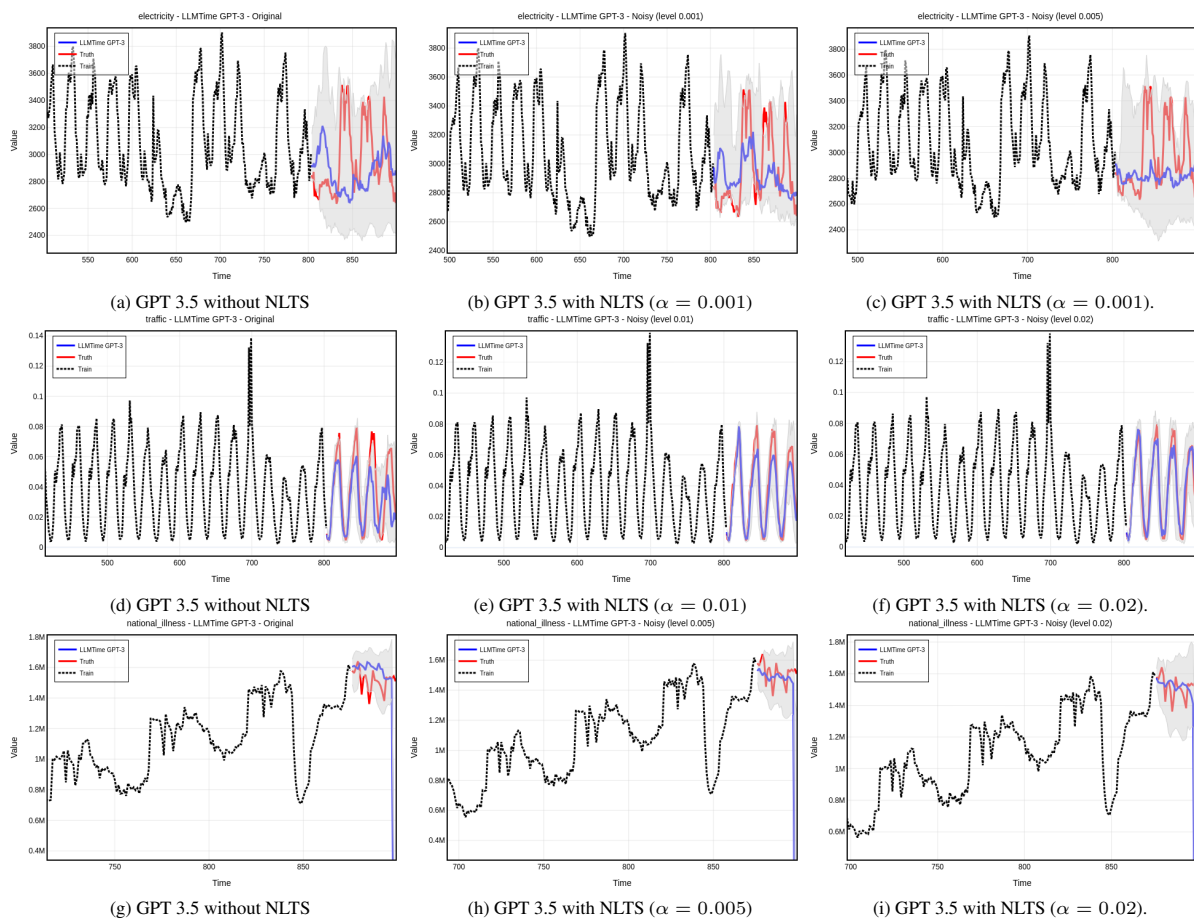 electricity - LLMTime GPT-3 - Original
LLMTime GPT-3
Truth
Train
3800
3600
3400
3200
3000
2800
2600
2400
Value
550
600
650
700
750
800
850
Time
(a) GPT 3.5 without NLTS
electricity - LLMTime GPT-3 - Noisy (level 0.001)
LLMTime GPT-3
Truth
Train
3800
3600
3400
3200
3000
2800
2600
2400
Value
500
550
600
650
700
750
800
850
Time
(b) GPT 3.5 with NLTS (α = 0.001)
electricity - LLMTime GPT-3 - Noisy (level 0.005)
LLMTime GPT-3
Truth
Train
3800
3600
3400
3200
3000
2800
2600
2400
Value
500
600
700
800
Time
(c) GPT 3.5 with NLTS (α = 0.001).
traffic - LLMTime GPT-3 - Original
LLMTime GPT-3
Truth
Train
0.14
0.12
0.1
0.08
0.06
0.04
0.02
0
Value
500
600
700
800
Time
(d) GPT 3.5 without NLTS
traffic - LLMTime GPT-3 - Noisy (level 0.01)
LLMTime GPT-3
Truth
Train
0.12
0.1
0.08
0.06
0.04
0.02
0
Value
500
600
700
800
Time
(e) GPT 3.5 with NLTS (α = 0.01)
traffic - LLMTime GPT-3 - Noisy (level 0.02)
LLMTime GPT-3
Truth
Train
0.12
0.1
0.08
0.06
0.04
0.02
0
Value
500
600
700
800
Time
(f) GPT 3.5 with NLTS (α = 0.02).
national_illness - LLMTime GPT-3 - Original
LLMTime GPT-3
Truth
Train
1.8M
1.6M
1.4M
1.2M
1M
0.8M
0.6M
0.4M
Value
750
800
850
Time
(g) GPT 3.5 without NLTS
national_illness - LLMTime GPT-3 - Noisy (level 0.005)
LLMTime GPT-3
Truth
Train
1.6M
1.4M
1.2M
1M
0.8M
0.6M
0.4M
Value
700
750
800
850
Time
(h) GPT 3.5 with NLTS (α = 0.005)
national_illness - LLMTime GPT-3 - Noisy (level 0.02)
LLMTime GPT-3
Truth
Train
1.6M
1.4M
1.2M
1M
0.8M
0.6M
Value
700
750
800
850
Time
(i) GPT 3.5 with NLTS (α = 0.02).